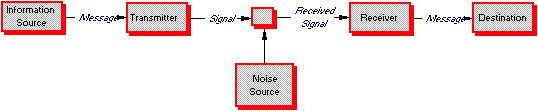 Information
Source
Message
Transmitter
Signal
Received
Signal
Receiver
Message
Destination
Noise
Source